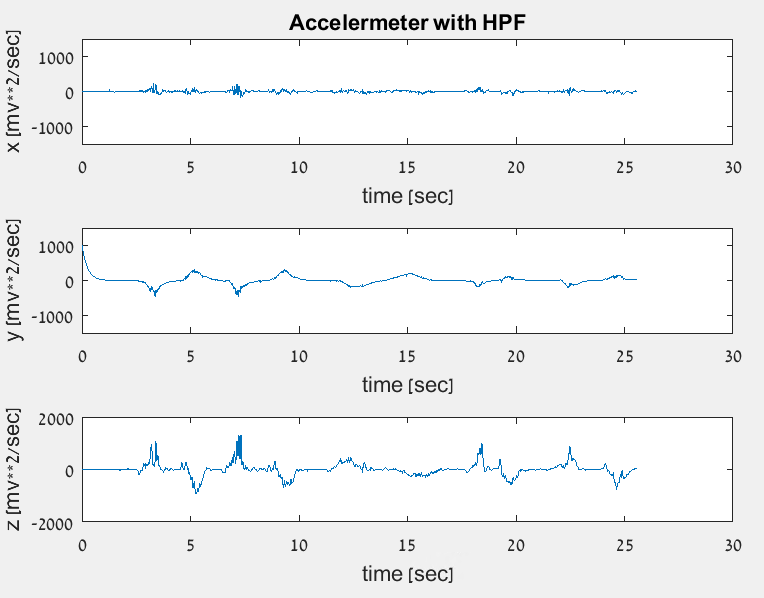 Accelermeter with HPF
x [mv**2/sec]
1000
0
-1000
0 5 10 15 20 25 30
time [sec]
y [mv**2/sec]
1000
0
-1000
0 5 10 15 20 25 30
time [sec]
z [mv**2/sec]
2000
0
-2000
0 5 10 15 20 25 30
time [sec]